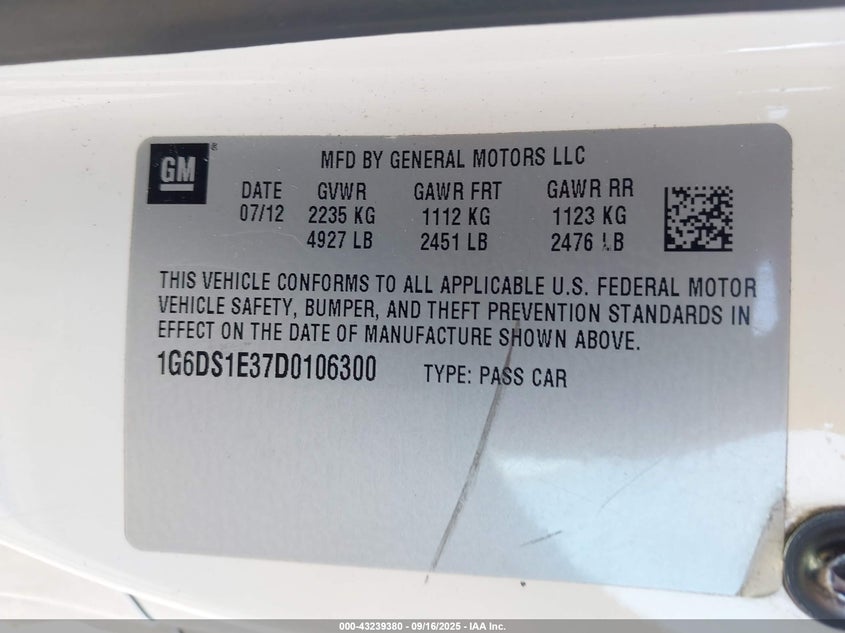 GM®
MFD BY GENERAL MOTORS LLC
DATE GVWR GAWR FRT GAWR RR
07/12 2235 KG 1112 KG 1123 KG
4927 LB 2451 LB 2476 LB
THIS VEHICLE CONFORMS TO ALL APPLICABLE U.S. FEDERAL MOTOR
VEHICLE SAFETY, BUMPER, AND THEFT PREVENTION STANDARDS IN
EFFECT ON THE DATE OF MANUFACTURE SHOWN ABOVE.
1G6DS1E37D0106300 TYPE: PASS CAR
000-43239380 - 09/16/2025 - IAA Inc.